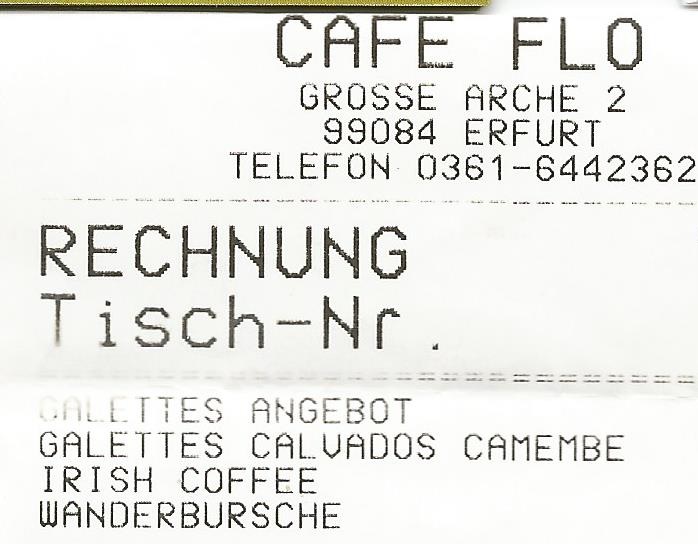 CAFE FLO
GROSSE ARCHE 2
99084 ERFURT
TELEFON 0361-6442362
RECHNUNG
Tisch-Nr.
GALETTES ANGEBOT
GALETTES CALVADOS CAMEMBE
IRISH COFFEE
WANDERBURSCHE